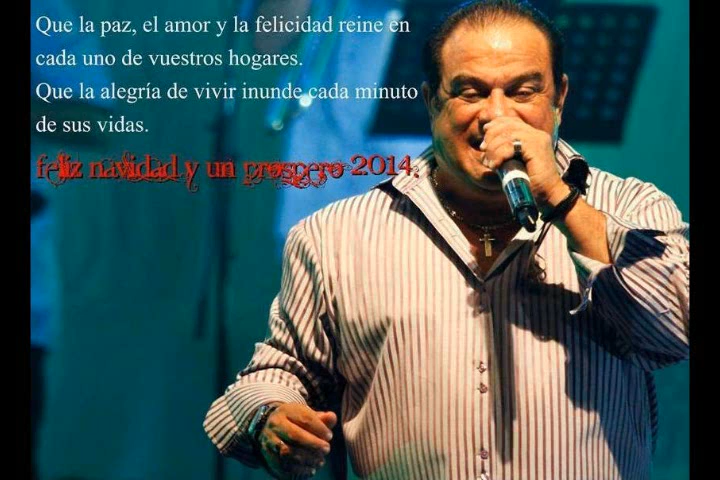 Que la paz, el amor y la felicidad reine en
cada uno de vuestros hogares.
Que la alegría de vivir inunde cada minuto
de sus vidas.
feliz navidad y un prospero 2014.